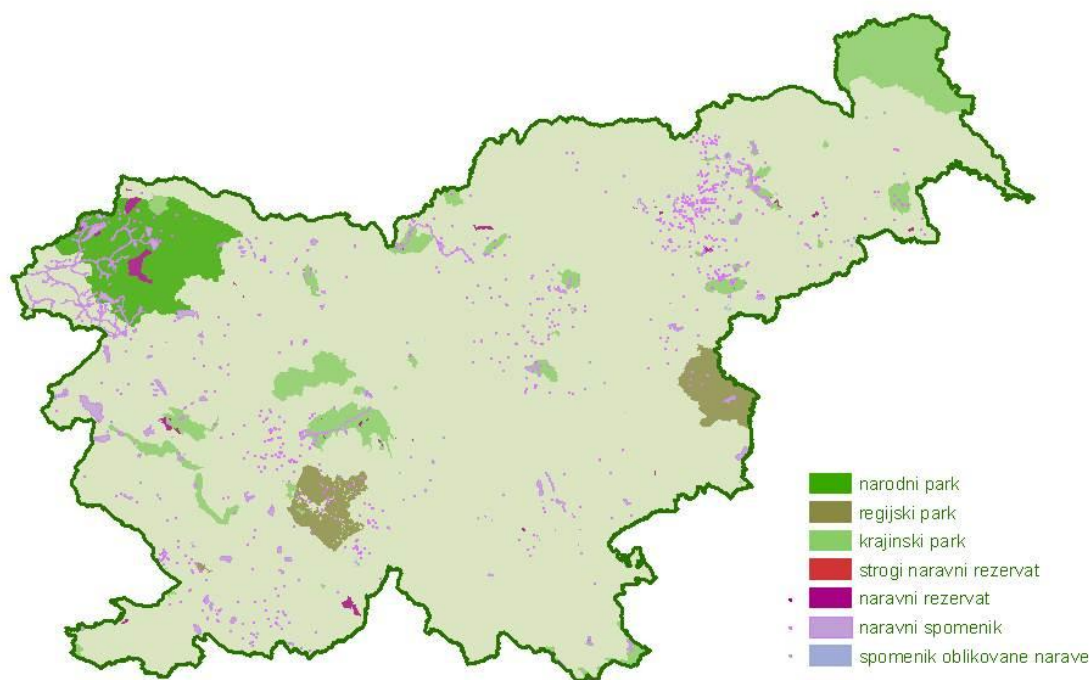 narodni park
regijski park
krajinski park
strogi naravni rezervat
naravni rezervat
naravni spomenik
spomenik oblikovane narave